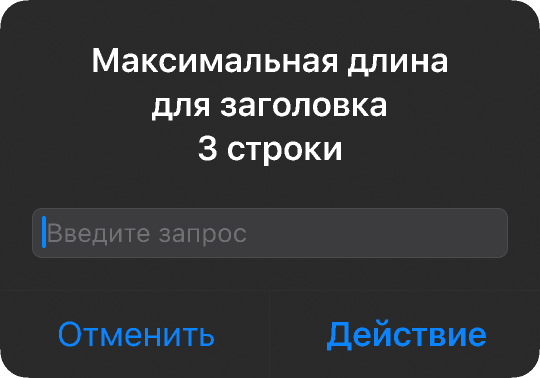 Максимальная длина
для заголовка
3 строки
Введите запрос
Отменить
Действие